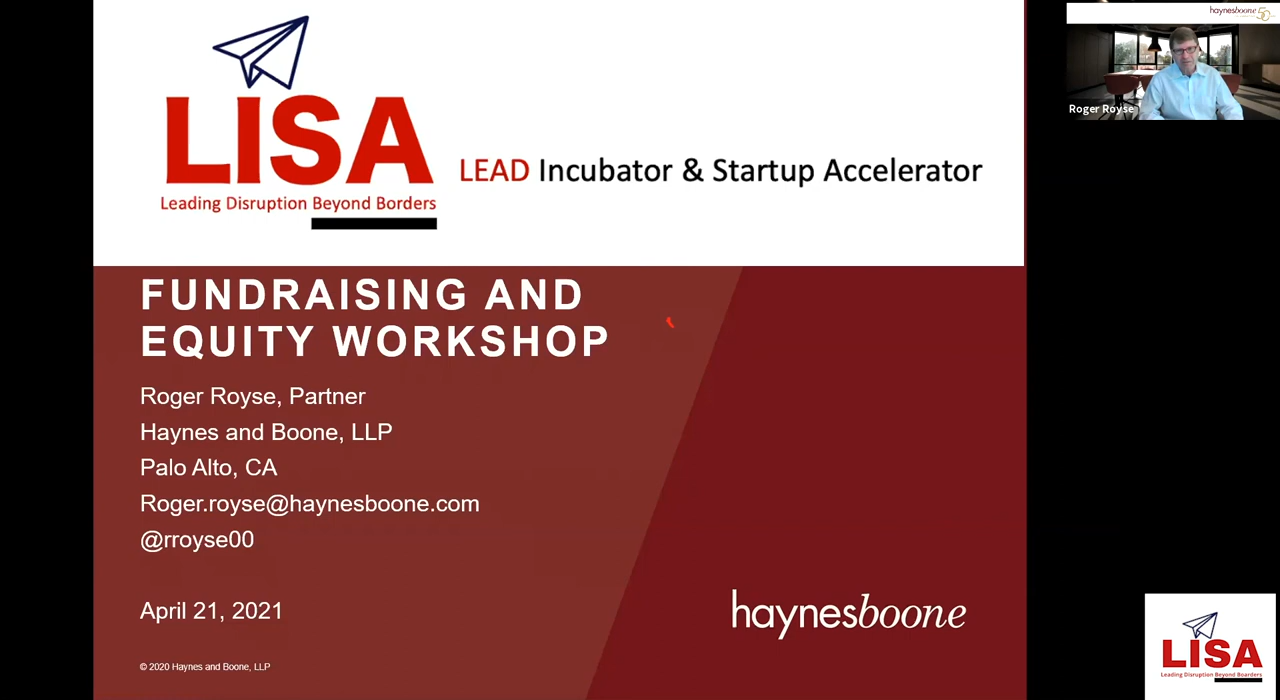 LISA
Leading Disruption Beyond Borders
LEAD Incubator & Startup Accelerator
FUNDRAISING AND
EQUITY WORKSHOP
Roger Royse, Partner
Haynes and Boone, LLP
Palo Alto, CA
Roger.royse@haynesboone.com
@rroyse00
April 21, 2021
haynesboone
© 2020 Haynes and Boone, LLP
haynesboone 50
Roger Royse
LISA
Leading Disruption Beyond Boarders